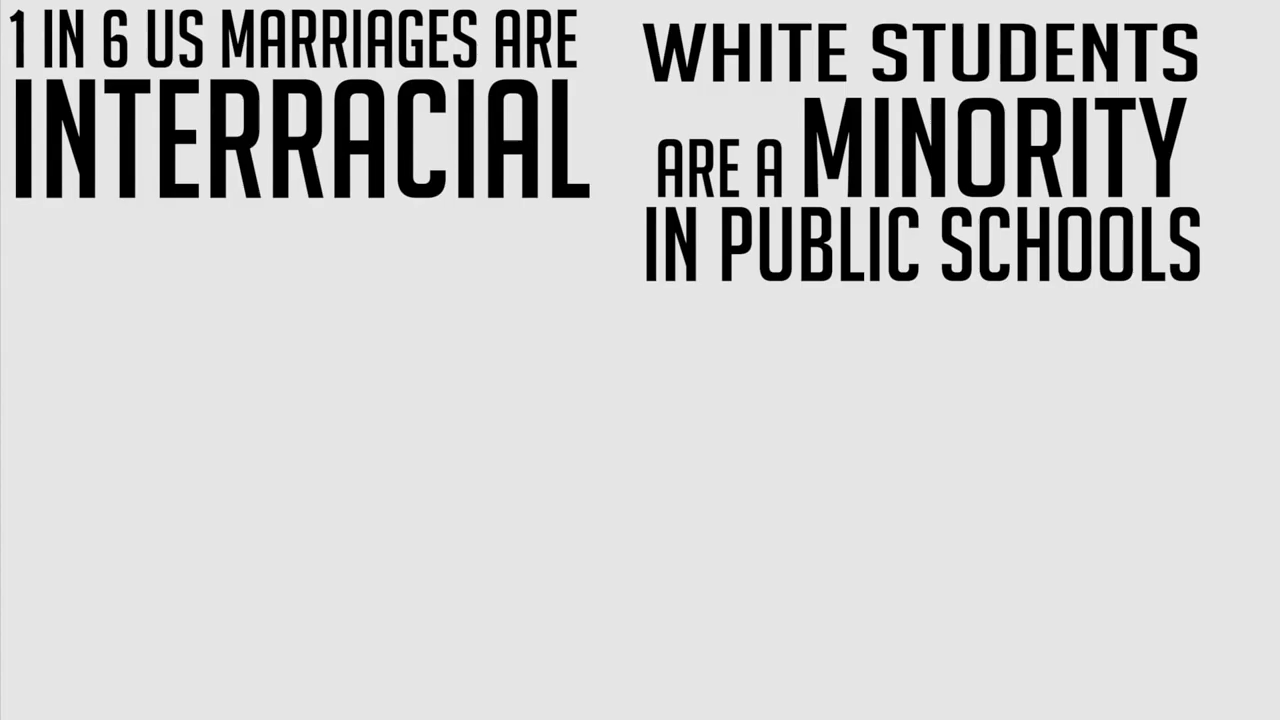 1 IN 6 US MARRIAGES ARE
INTERRACIAL
WHITE STUDENTS
ARE A MINORITY
IN PUBLIC SCHOOLS